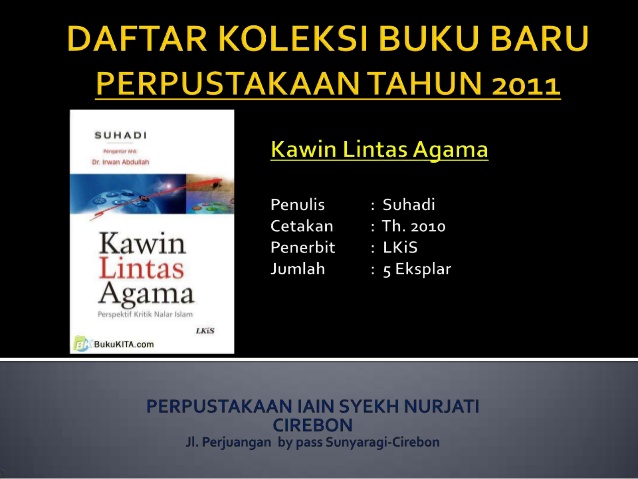 DAFTAR KOLEKSI BUKU BARU
PERPUSTAKAAN TAHUN 2011
SUHADI
Pengantar Ahli:
Dr. Irwan Abdullah
Kawin
Lintas
Agama
Perspektif Kritik Nalar Islam
LKiS
BukuKITA.com
Kawin Lintas Agama
Penulis : Suhadi
Cetakan : Th. 2010
Penerbit : LKiS
Jumlah : 5 Eksplar
PERPUSTAKAAN IAIN SYEKH NURJATI
CIREBON
Jl. Perjuangan by pass Sunyaragi-Cirebon